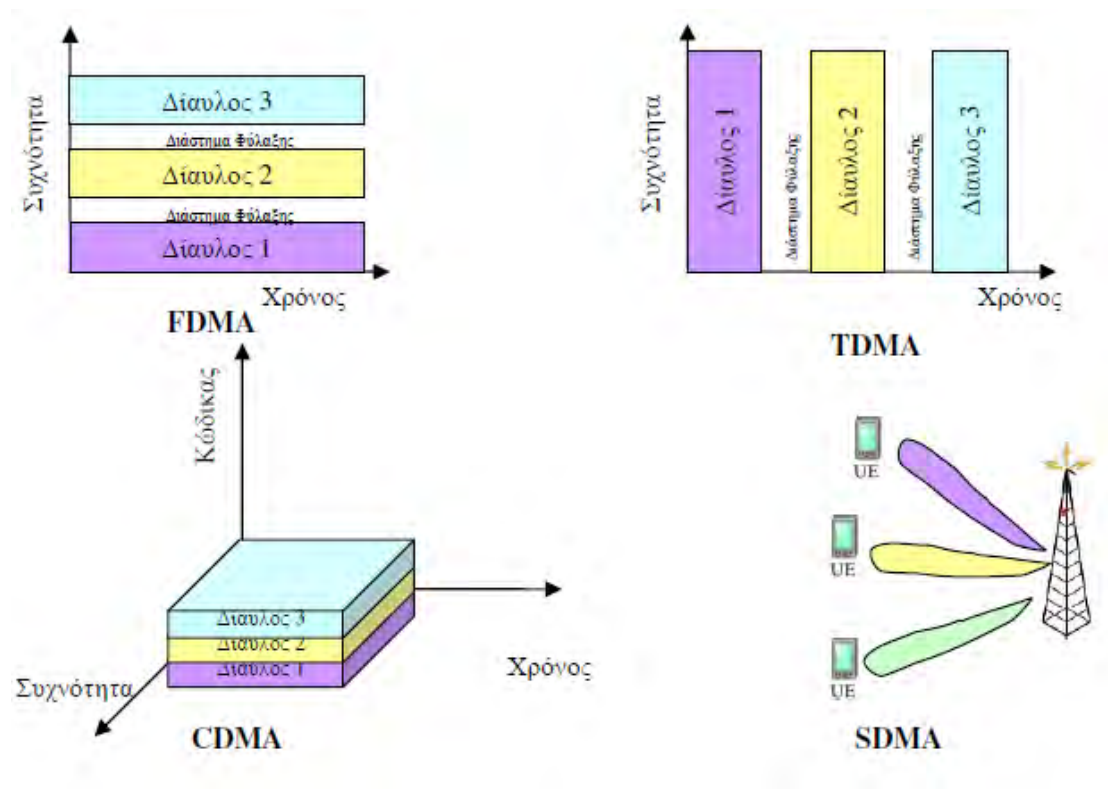 Συχνότητα
Δίαυλος 3
Διάστημα Φύλαξης
Δίαυλος 2
Διάστημα Φύλαξης
Δίαυλος 1
Χρόνος
FDMA
Συχνότητα
Δίαυλος 1
Διάστημα Φύλαξης
Δίαυλος 2
Διάστημα Φύλαξης
Δίαυλος 3
Χρόνος
TDMA
Κώδικας
Δίαυλος 3
Δίαυλος 2
Δίαυλος 1
Συχνότητα
Χρόνος
CDMA
UE
UE
UE
SDMA